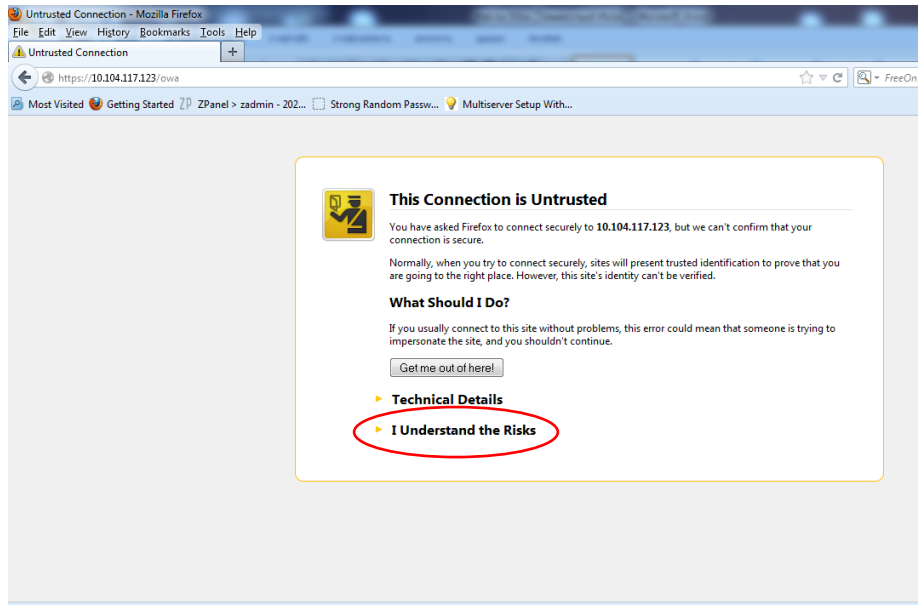 Untrusted Connection - Mozilla Firefox
File Edit View History Bookmarks Tools Help
Untrusted Connection +
https://10.104.117.123/owa
Most Visited Getting Started ZP ZPanel > zadmin - 202... Strong Random Passw... Multiserver Setup With...
This Connection is Untrusted
You have asked Firefox to connect securely to 10.104.117.123, but we can't confirm that your
connection is secure.
Normally, when you try to connect securely, sites will present trusted identification to prove that you
are going to the right place. However, this site's identity can't be verified.
What Should I Do?
If you usually connect to this site without problems, this error could mean that someone is trying to
impersonate the site, and you shouldn't continue.
Get me out of here!
Technical Details
I Understand the Risks